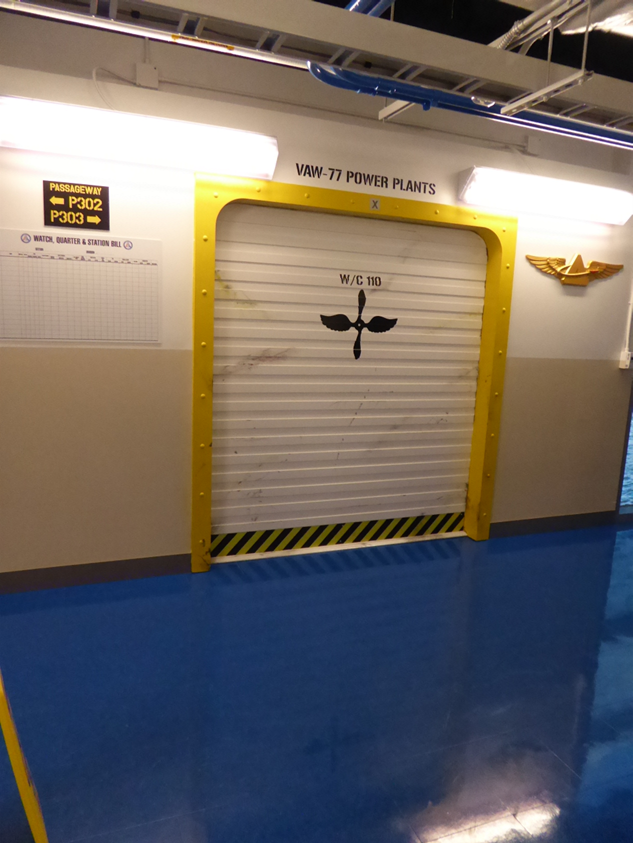 VAW-77 POWER PLANTS
X
PASSAGEWAY
← P302
P303 →
WATCH, QUARTER & STATION BILL
W/C 110